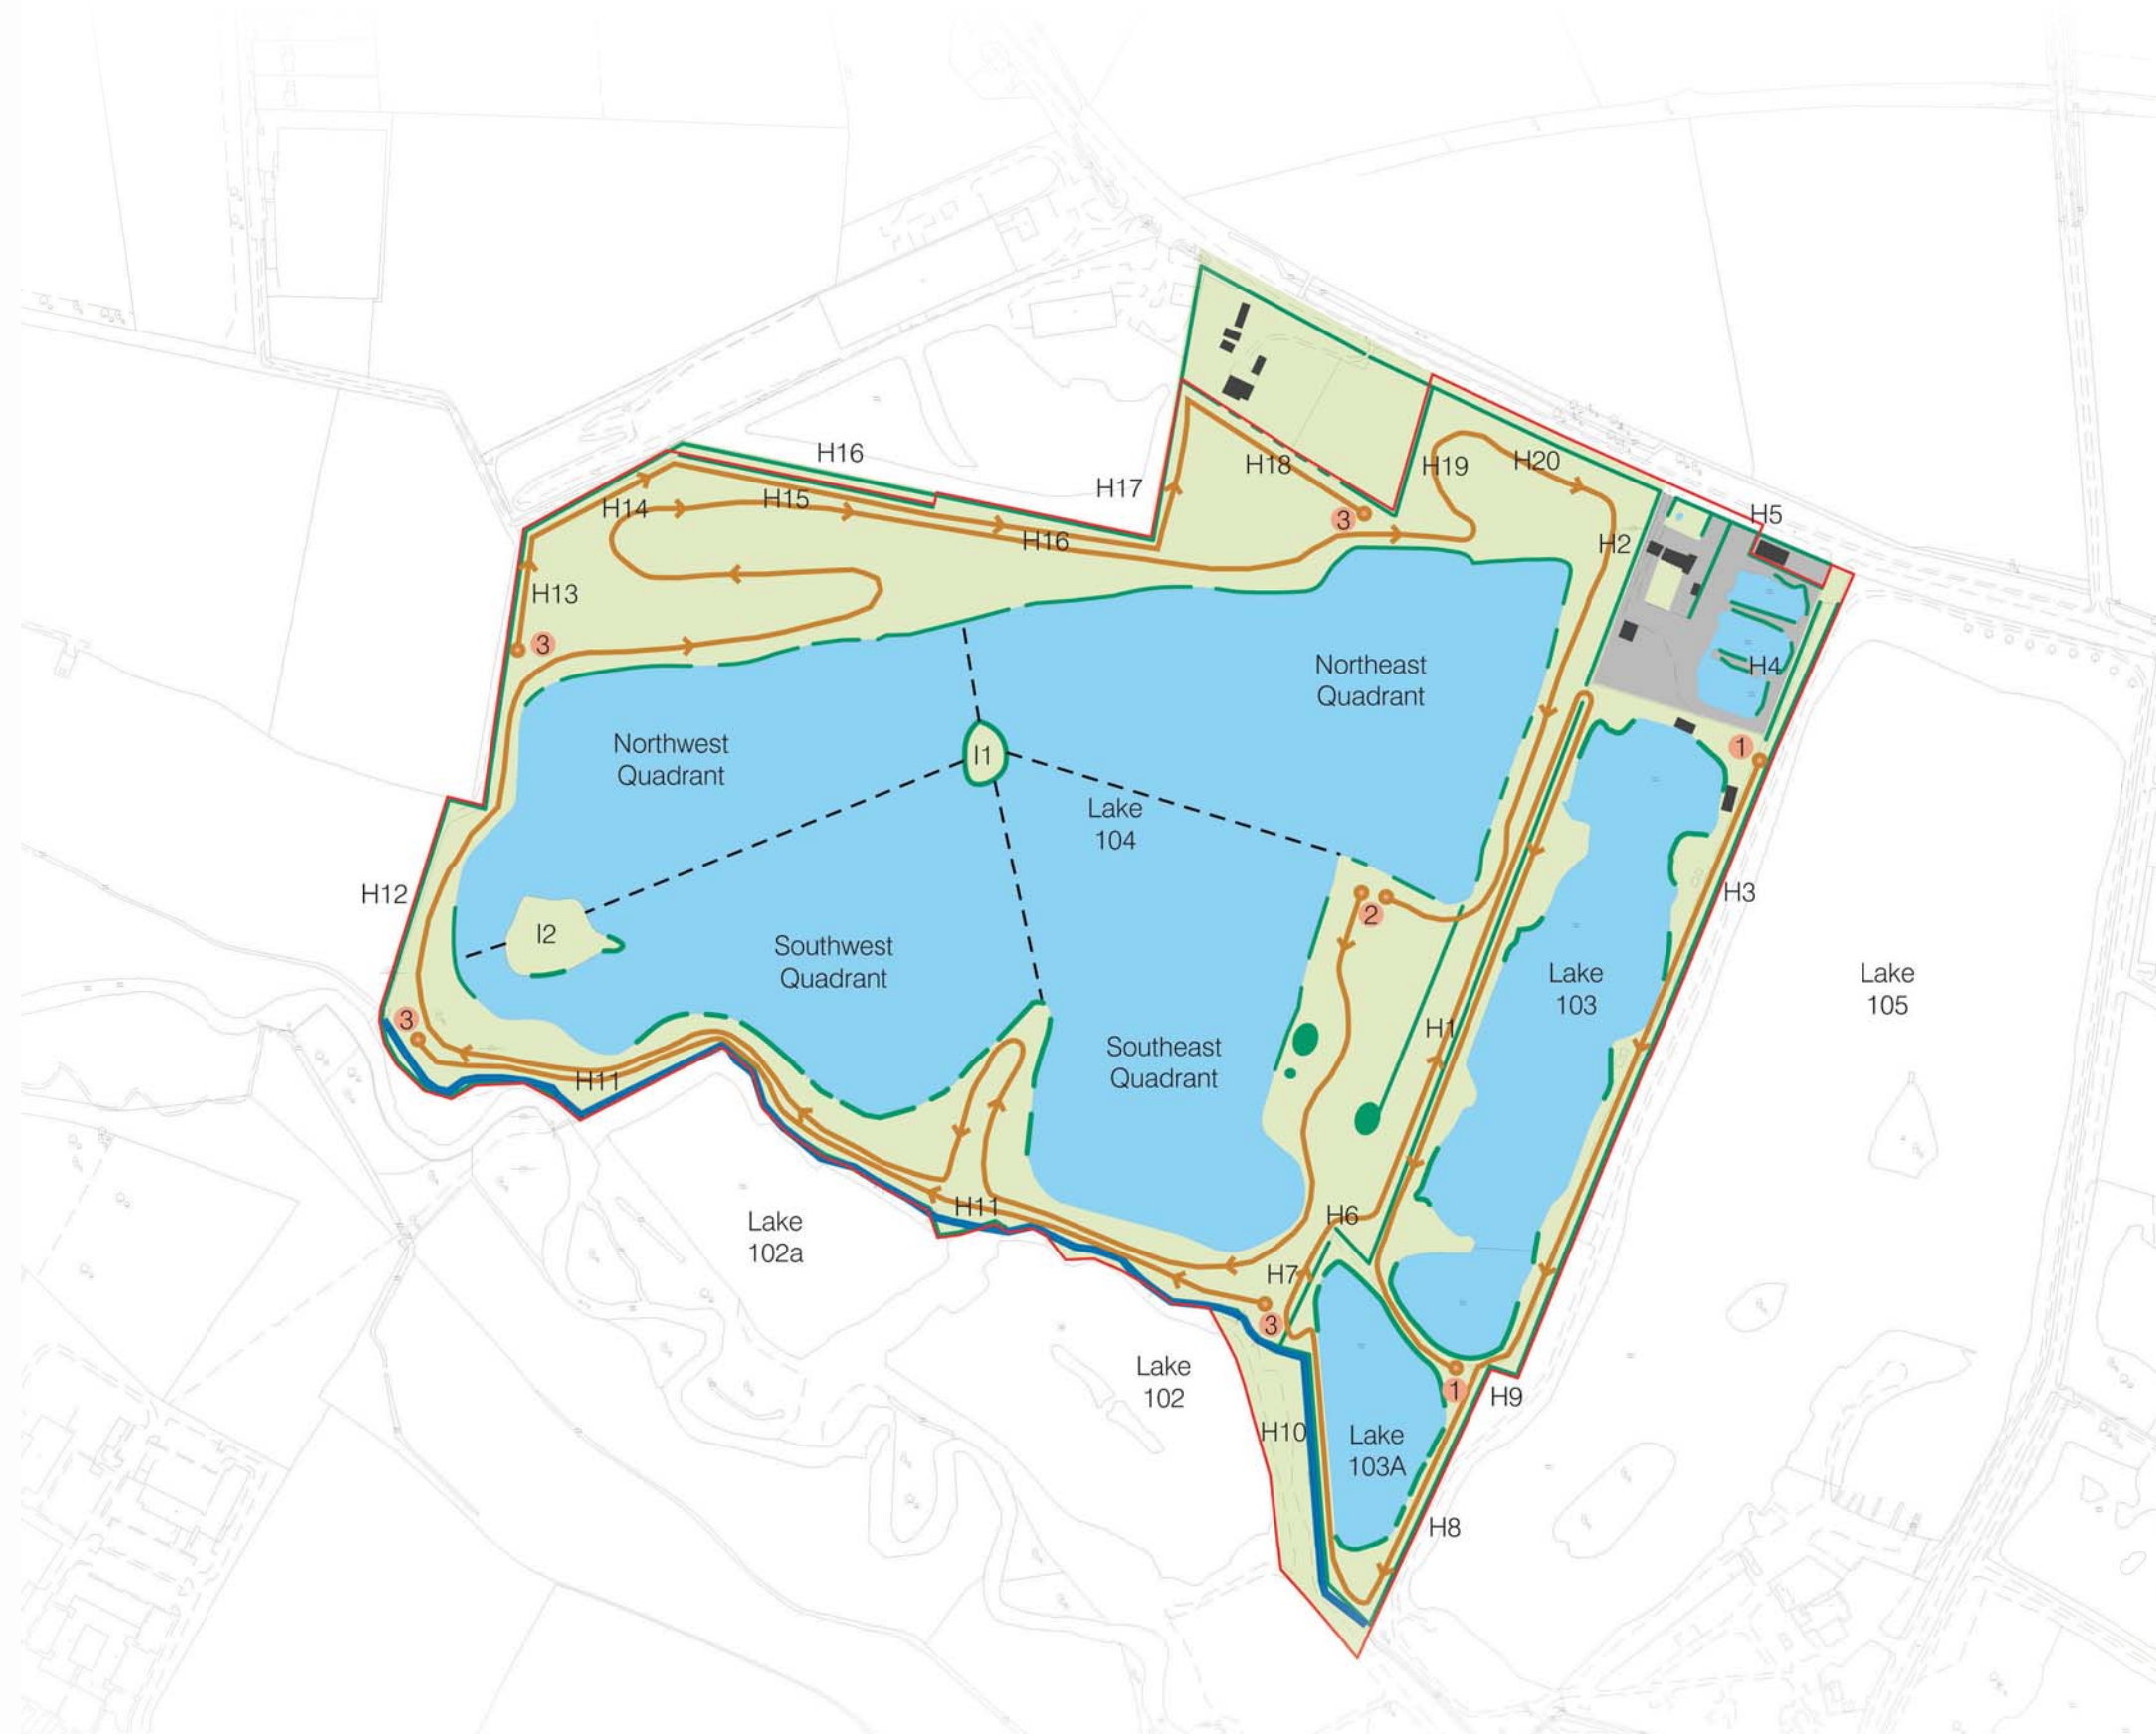 H16
H18
H19
H20
H17
H15
H14
H5
3
H16
H2
H13
3
H4
Northeast
Quadrant
Northwest
Quadrant
1
I1
Lake
104
H12
H3
2
I2
Southwest
Quadrant
Lake
103
Lake
105
3
H1
Southeast
Quadrant
H11
H11
H6
Lake
102a
H7
3
Lake
102
1
H9
H10
Lake
103A
H8